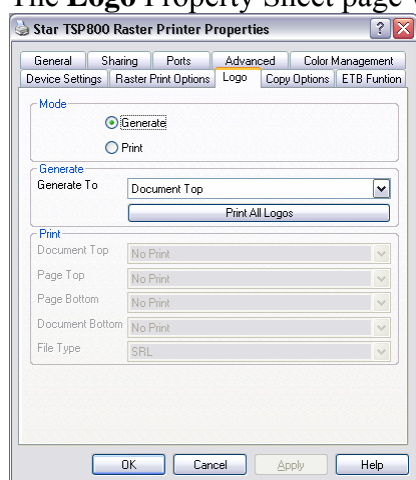 The Logo Property Sheet page
Star TSP800 Raster Printer Properties
General Sharing Ports Advanced Color Management
Device Settings Raster Print Options Logo Copy Options ETB Funtion
Mode
Generate
Print
Generate
Generate To Document Top
Print All Logos
Print
Document Top No Print
Page Top No Print
Page Bottom No Print
Document Bottom No Print
File Type SRL
OK Cancel Apply Help